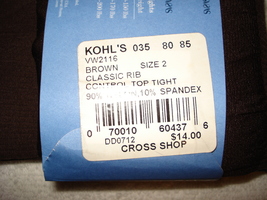 KOHL'S 035 80 85
VW2116
BROWN SIZE 2
CLASSIC RIB
CONTROL TOP TIGHT
90% 10% SPANDEX
0 70010 60437 6
DD0712 $14.00
CROSS SHOP